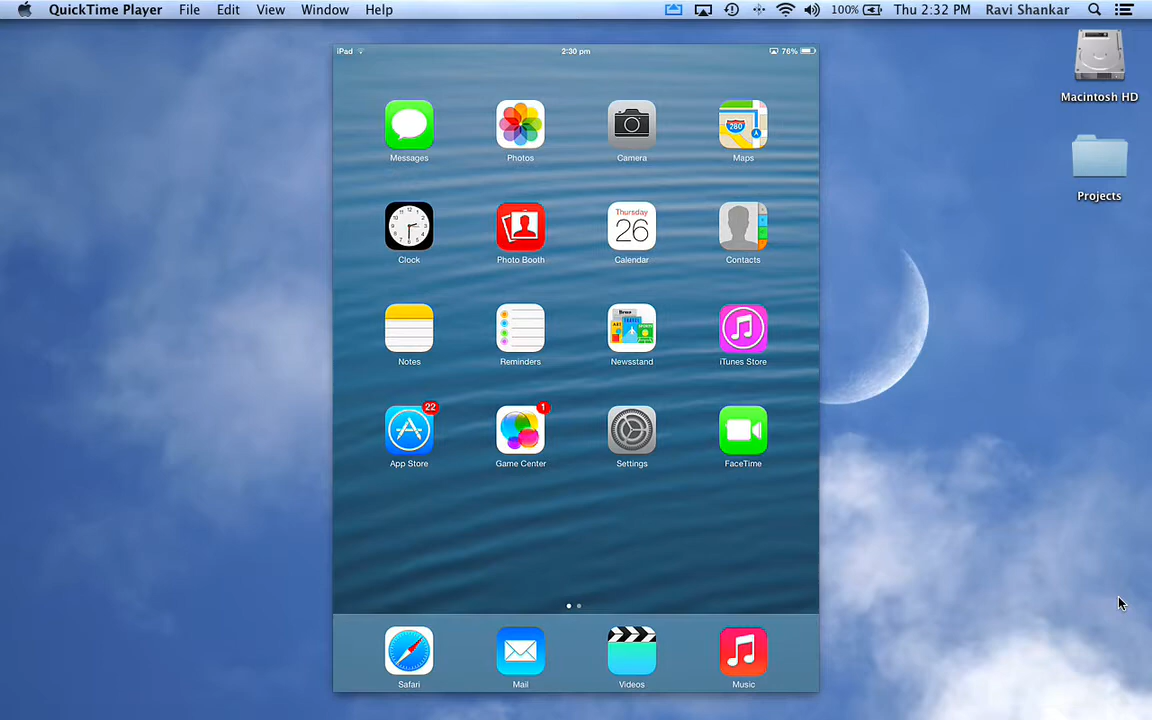 QuickTime Player File Edit View Window Help 100% Thu 2:32 PM Ravi Shankar
iPad 2:30 pm 76%
Macintosh HD
Projects
280
Messages Photos Camera Maps
Thursday
26
Clock Photo Booth Calendar Contacts
Notes Reminders Newsstand iTunes Store
22 1
App Store Game Center Settings FaceTime
Safari Mail Videos Music